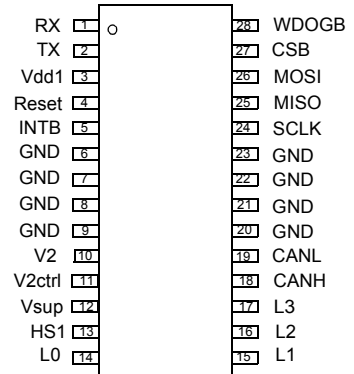 RX 1 28 WDOGB
TX 2 27 CSB
Vdd1 3 26 MOSI
Reset 4 25 MISO
INTB 5 24 SCLK
GND 6 23 GND
GND 7 22 GND
GND 8 21 GND
GND 9 20 GND
V2 10 19 CANL
V2ctrl 11 18 CANH
Vsup 12 17 L3
HS1 13 16 L2
L0 14 15 L1